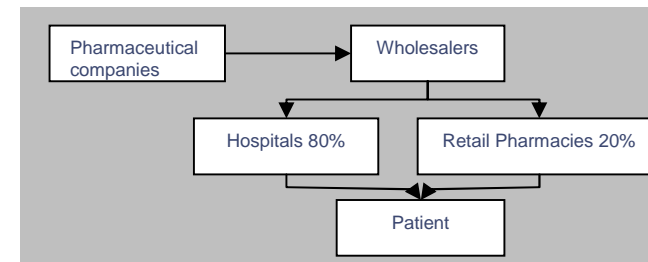 Pharmaceutical
companies
Wholesalers
Hospitals 80%
Retail Pharmacies 20%
Patient